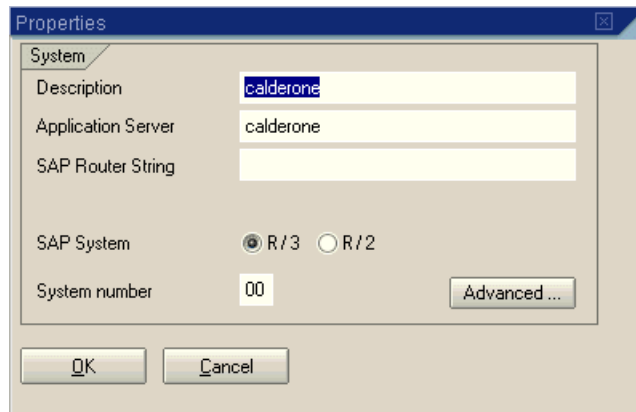 Properties
System
Description calderone
Application Server calderone
SAP Router String
SAP System R/3 R/2
System number 00 Advanced ...
OK Cancel